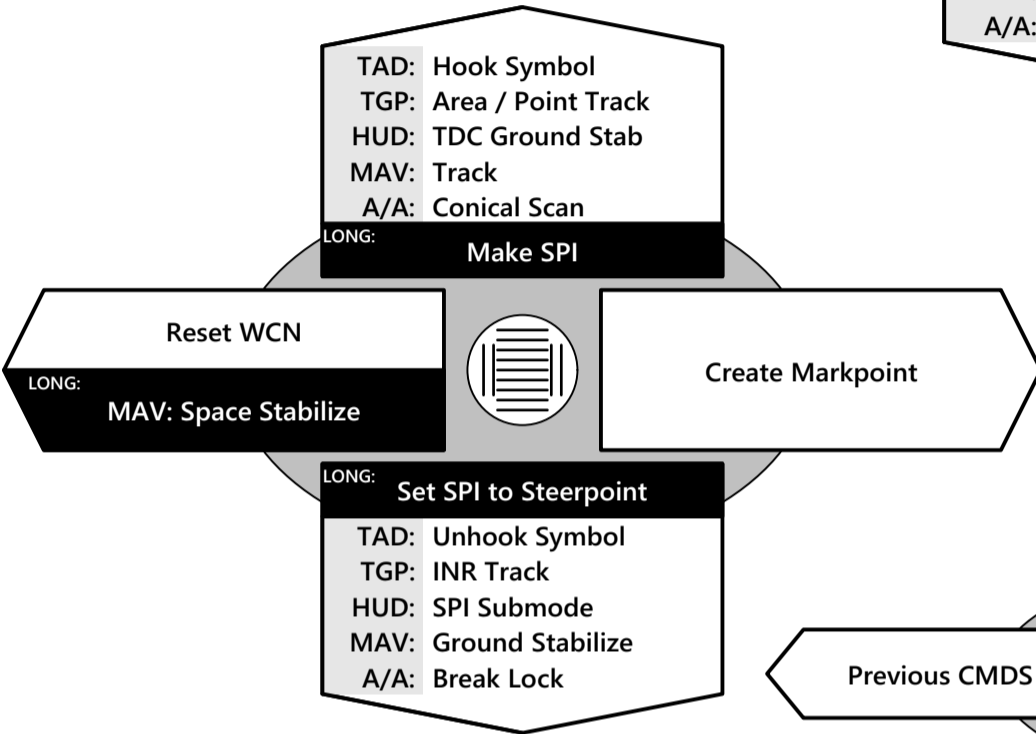 A/A:
TAD: Hook Symbol
TGP: Area / Point Track
HUD: TDC Ground Stab
MAV: Track
A/A: Conical Scan
LONG: Make SPI
Reset WCN
LONG: MAV: Space Stabilize
Create Markpoint
LONG: Set SPI to Steerpoint
TAD: Unhook Symbol
TGP: INR Track
HUD: SPI Submode
MAV: Ground Stabilize
A/A: Break Lock
Previous CMDS